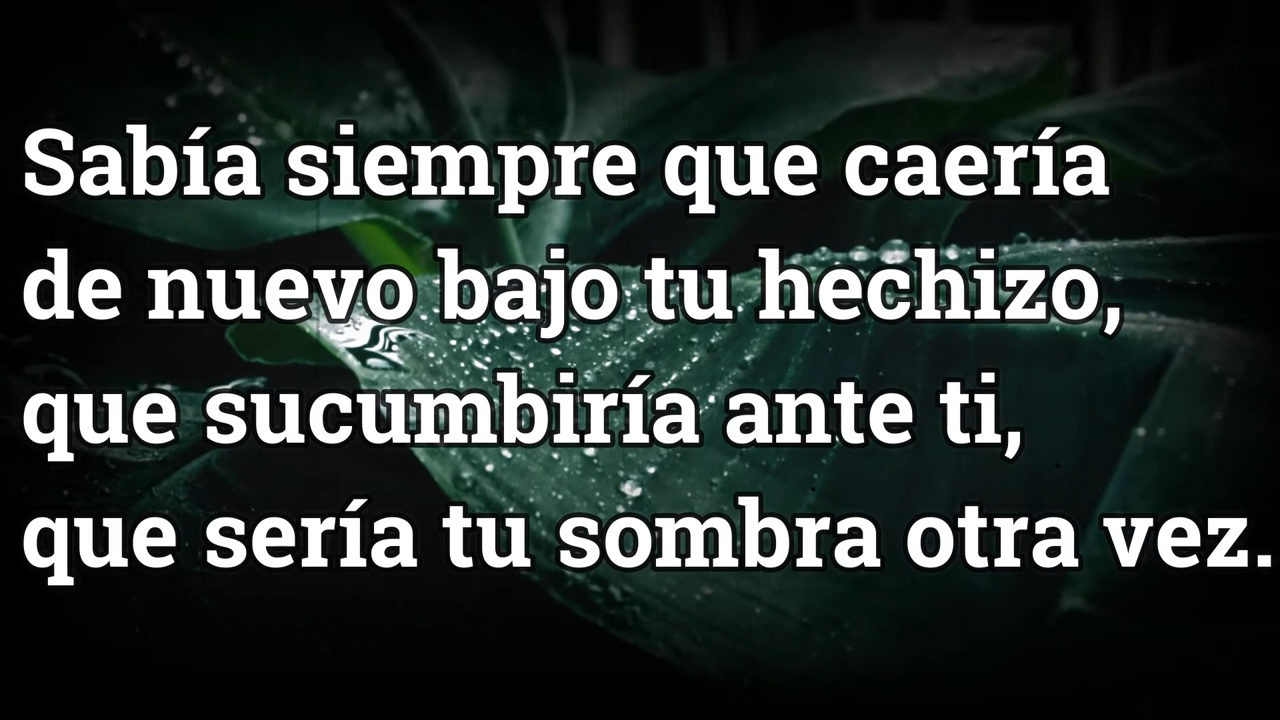 Sabía siempre que caería
de nuevo bajo tu hechizo,
que sucumbiría ante ti,
que sería tu sombra otra vez.